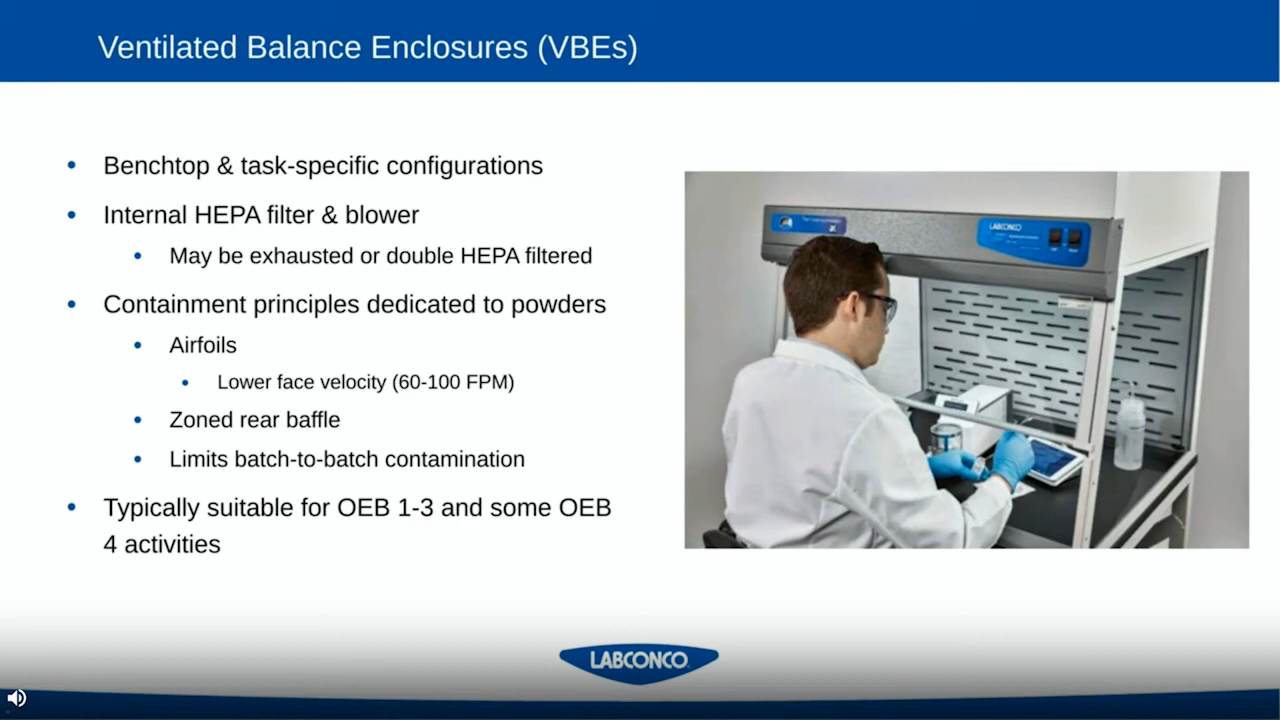 Ventilated Balance Enclosures (VBEs)
• Benchtop & task-specific configurations
• Internal HEPA filter & blower
• May be exhausted or double HEPA filtered
• Containment principles dedicated to powders
• Airfoils
• Lower face velocity (60-100 FPM)
• Zoned rear baffle
• Limits batch-to-batch contamination
• Typically suitable for OEB 1-3 and some OEB
4 activities
LABCONCO
LABCONCO